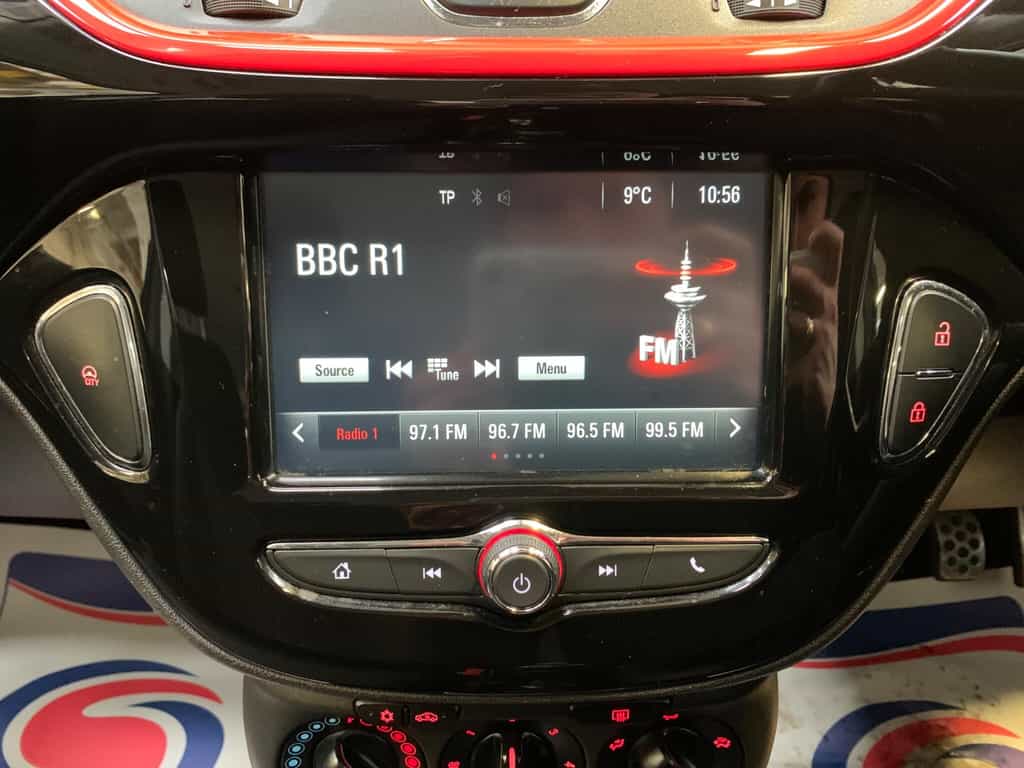 TP 9°C 10:56
BBC R1
FM
Source Tune Menu
Radio 1 97.1 FM 96.7 FM 96.5 FM 99.5 FM
CITY